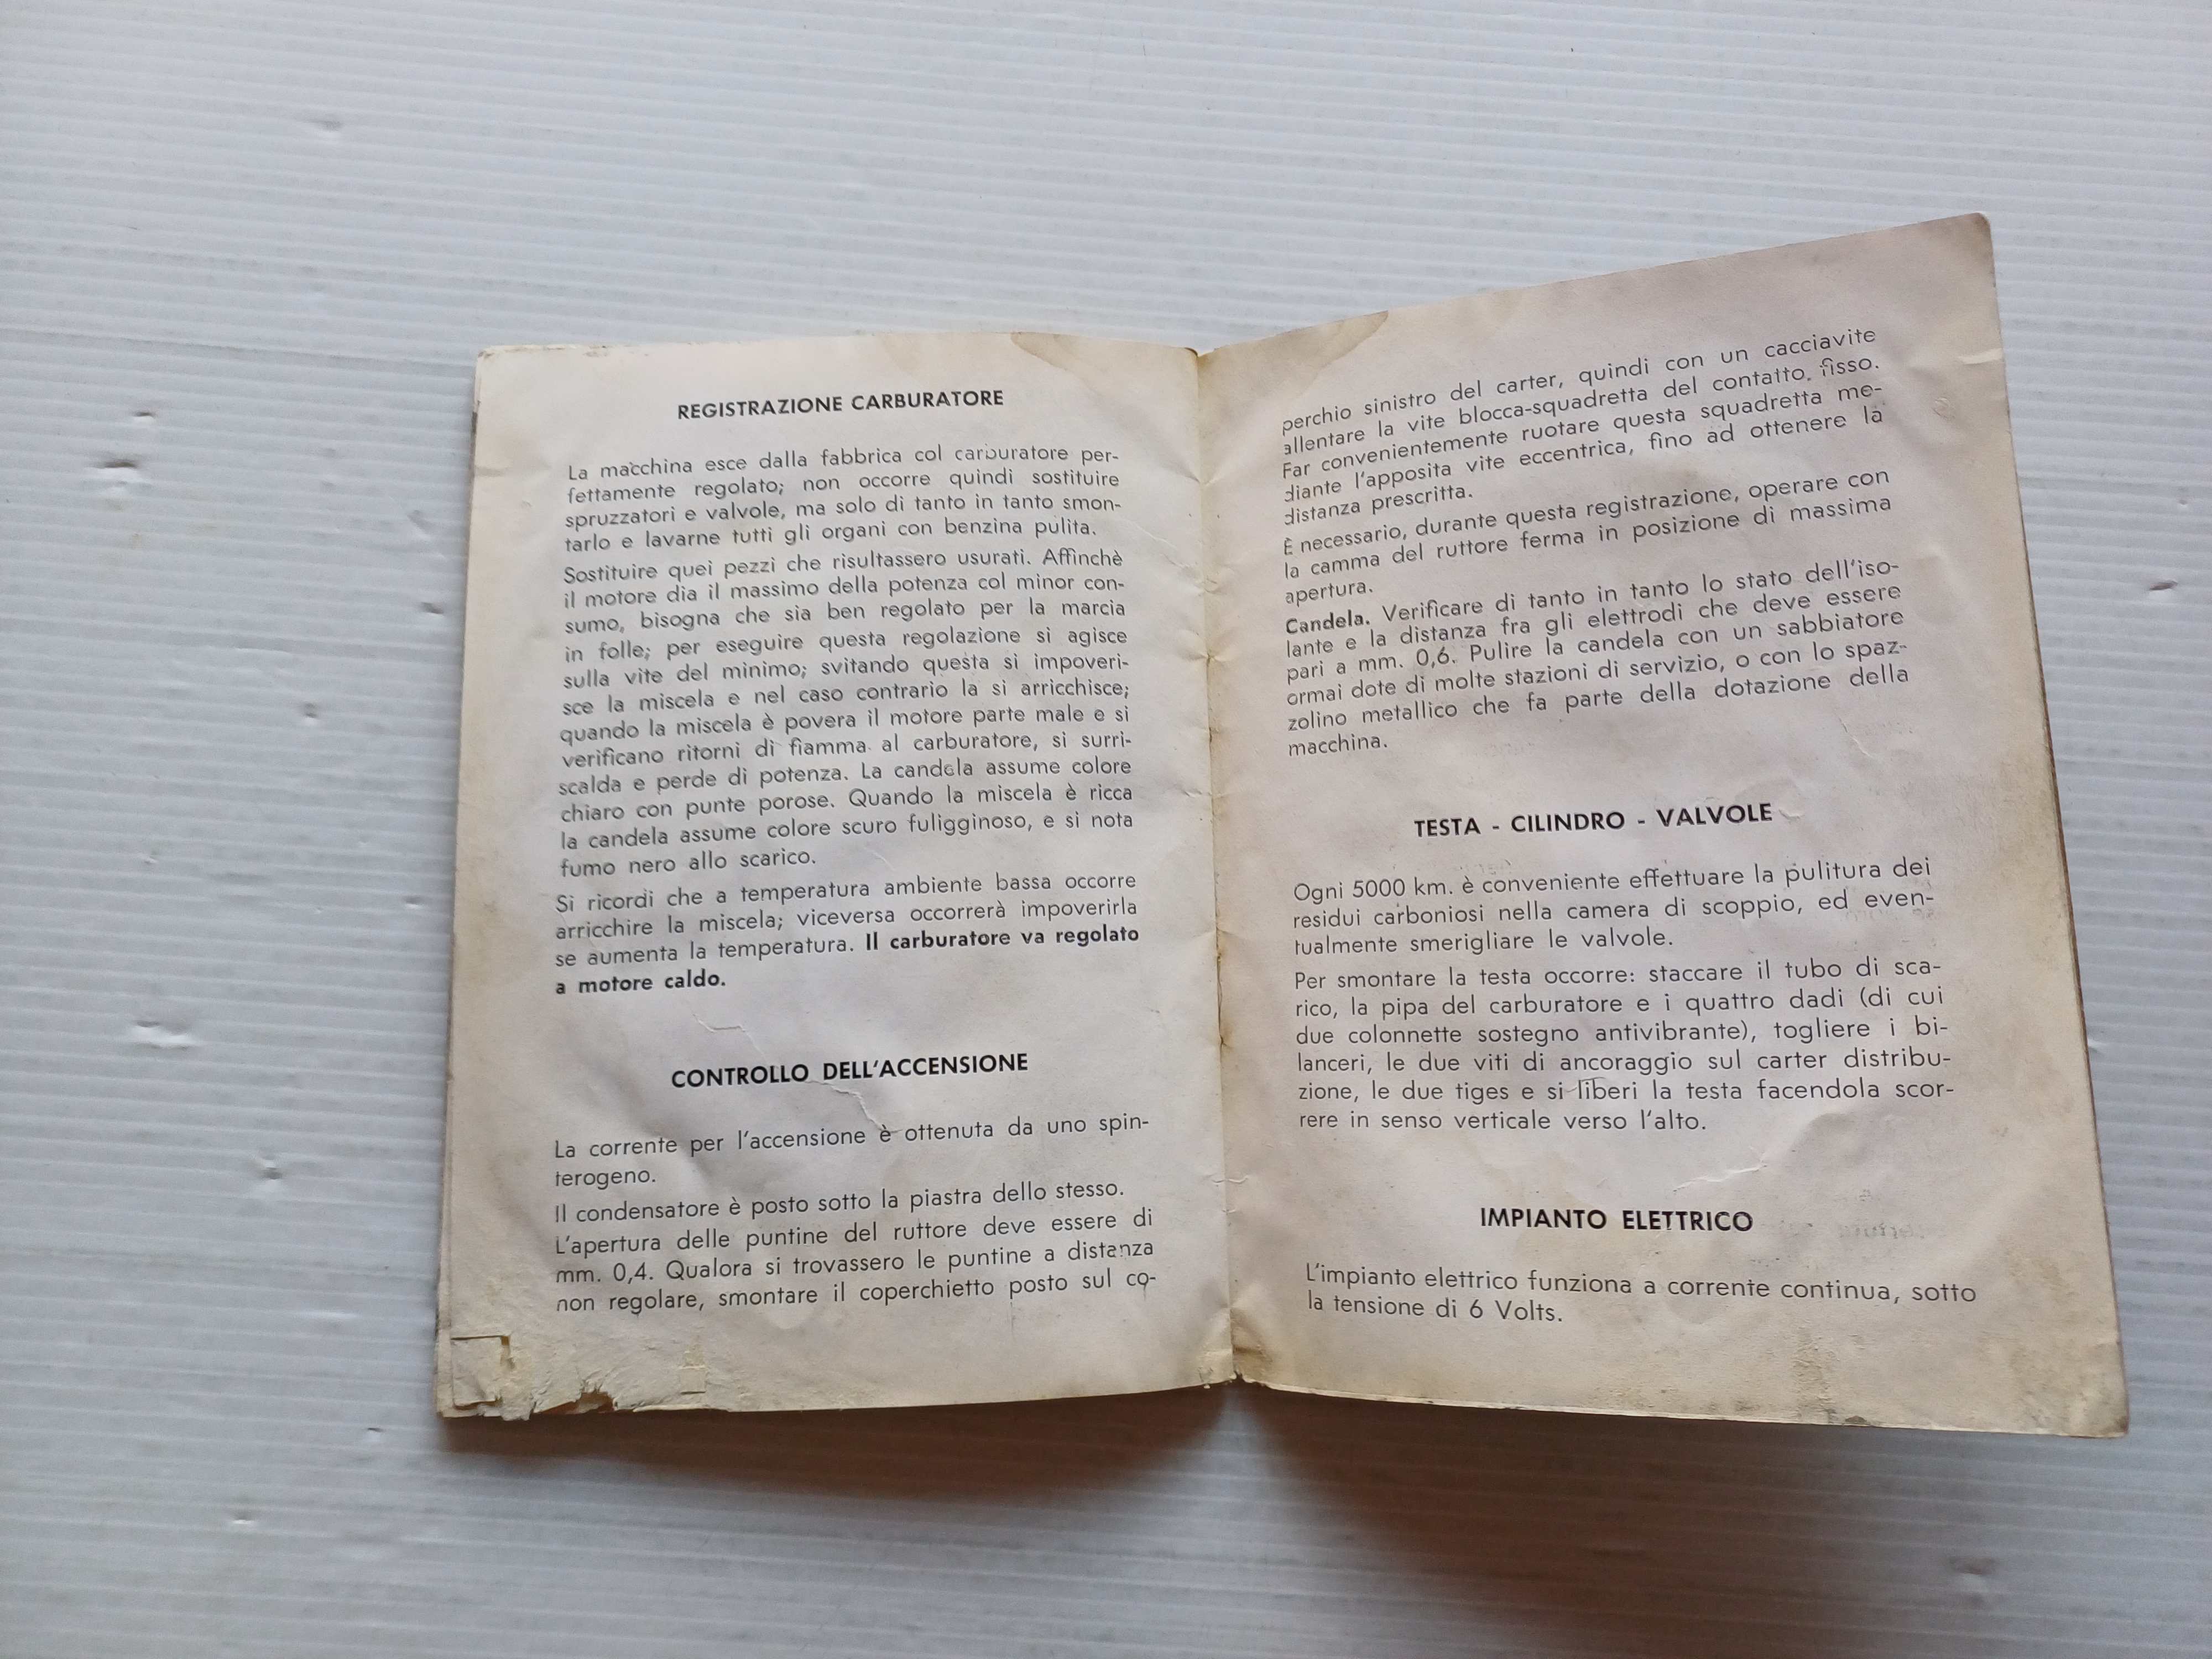 REGISTRAZIONE CARBURATORE
La macchina esce dalla fabbrica col carburatore per-
fettamente regolato; non occorre quindi sostituire
spruzzatori e valvole, ma solo di tanto in tanto smon-
tarlo e lavarne tutti gli organi con benzina pulita.
Sostituire quei pezzi che risultassero usurati. Affinchè
il motore dia il massimo della potenza col minor con-
sumo, bisogna che sia ben regolato per la marcia
in folle; per eseguire questa regolazione si agisce
sulla vite del minimo; svitando questa si impoveri-
sce la miscela e nel caso contrario la si arricchisce;
quando la miscela è povera il motore parte male e si
verificano ritorni di fiamma al carburatore, si surri-
scalda e perde di potenza. La candela assume colore
chiaro con punte porose. Quando la miscela è ricca
la candela assume colore scuro fuligginoso, e si nota
fumo nero allo scarico.
Si ricordi che a temperatura ambiente bassa occorre
arricchire la miscela; viceversa occorrerà impoverirla
se aumenta la temperatura. Il carburatore va regolato
a motore caldo.
CONTROLLO DELL'ACCENSIONE
La corrente per l'accensione è ottenuta da uno spin-
terogeno.
Il condensatore è posto sotto la piastra dello stesso.
L'apertura delle puntine del ruttore deve essere di
mm. 0,4. Qualora si trovassero le puntine a distanza
non regolare, smontare il coperchietto posto sul co-
perchio sinistro del carter, quindi con un cacciavite
allentare la vite blocca-squadretta del contatto fisso.
Far convenientemente ruotare questa squadretta me-
diante l'apposita vite eccentrica, fino ad ottenere la
distanza prescritta.
È necessario, durante questa registrazione, operare con
la camma del ruttore ferma in posizione di massima
apertura.
Candela. Verificare di tanto in tanto lo stato dell'iso-
lante e la distanza fra gli elettrodi che deve essere
pari a mm. 0,6. Pulire la candela con un sabbiatore
ormai dote di molte stazioni di servizio, o con lo spaz-
zolino metallico che fa parte della dotazione della
macchina.
TESTA - CILINDRO - VALVOLE
Ogni 5000 km. è conveniente effettuare la pulitura dei
residui carboniosi nella camera di scoppio, ed even-
tualmente smerigliare le valvole.
Per smontare la testa occorre: staccare il tubo di sca-
rico, la pipa del carburatore e i quattro dadi (di cui
due colonnette sostegno antivibrante), togliere i bi-
lanceri, le due viti di ancoraggio sul carter distribu-
zione, le due tiges e si liberi la testa facendola scor-
rere in senso verticale verso l'alto.
IMPIANTO ELETTRICO
L'impianto elettrico funziona a corrente continua, sotto
la tensione di 6 Volts.